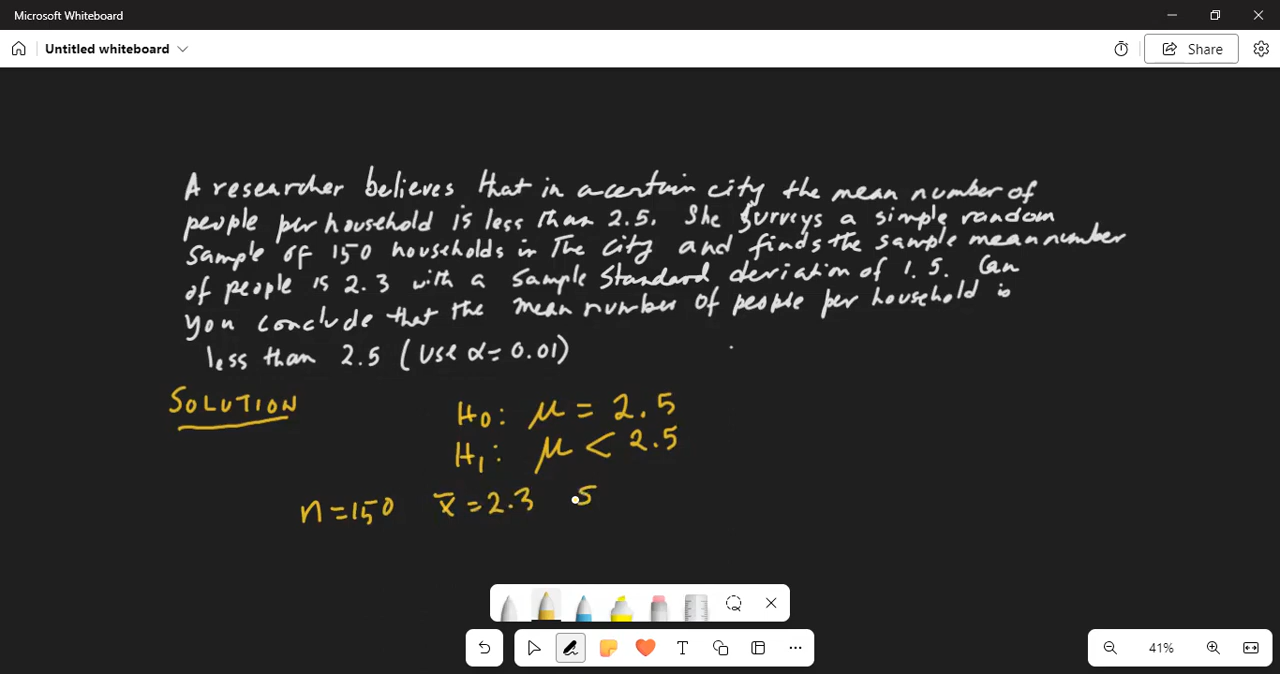 Microsoft Whiteboard
Untitled whiteboard
Share
A researcher believes that in a certain city the mean number of
people per household is less than 2.5. She surveys a simple random
sample of 150 households in the city and finds the sample mean number
of people is 2.3 with a sample standard deviation of 1.5. Can
you conclude that the mean number of people per household is
less than 2.5 (use α = 0.01)
SOLUTION
H0: μ = 2.5
H1: μ < 2.5
n = 150 x̄ = 2.3 S
T
41%